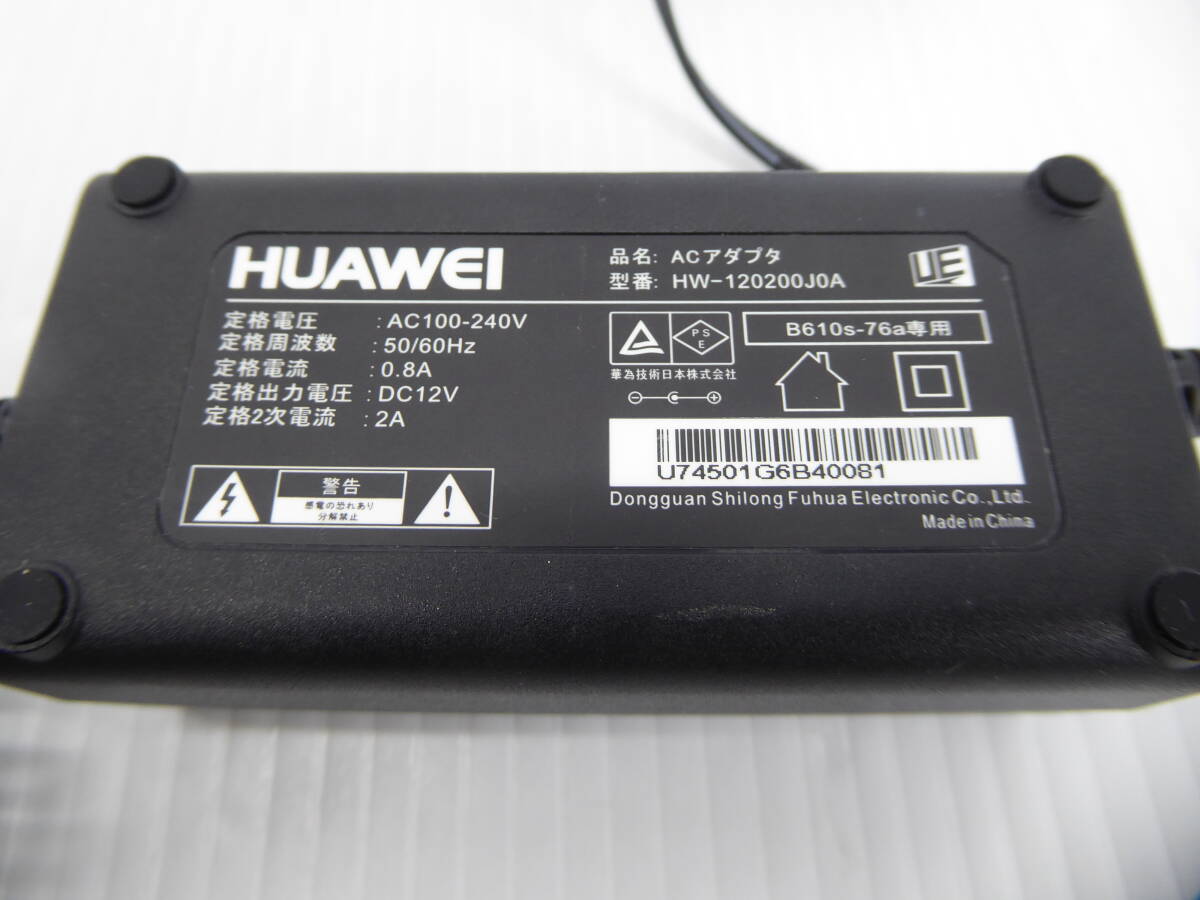 HUAWEI
品名: ACアダプタ
型番: HW-120200J0A
定格電圧 : AC100-240V
定格周波数 : 50/60Hz
定格電流 : 0.8A
定格出力電圧 : DC12V
定格2次電流 : 2A
警告
感電の恐れあり
分解禁止
PS
E
B610s-76a専用
華為技術日本株式会社
U74501G6B40081
Dongguan Shilong Fuhua Electronic Co.,Ltd.
Made in China